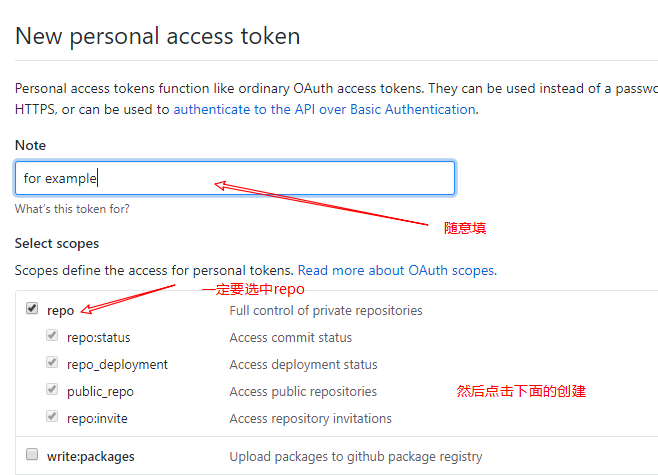 New personal access token
Personal access tokens function like ordinary OAuth access tokens. They can be used instead of a
HTTPS, or can be used to authenticate to the API over Basic Authentication.
Note
for example
What's this token for?
随意填
Select scopes
Scopes define the access for personal tokens. Read more about OAuth scopes.
一定要选中repo
repo Full control of private repositories
repo:status Access commit status
repo_deployment Access deployment status
public_repo Access public repositories
然后点击下面的创建
repo:invite Access repository invitations
write:packages Upload packages to github package registry